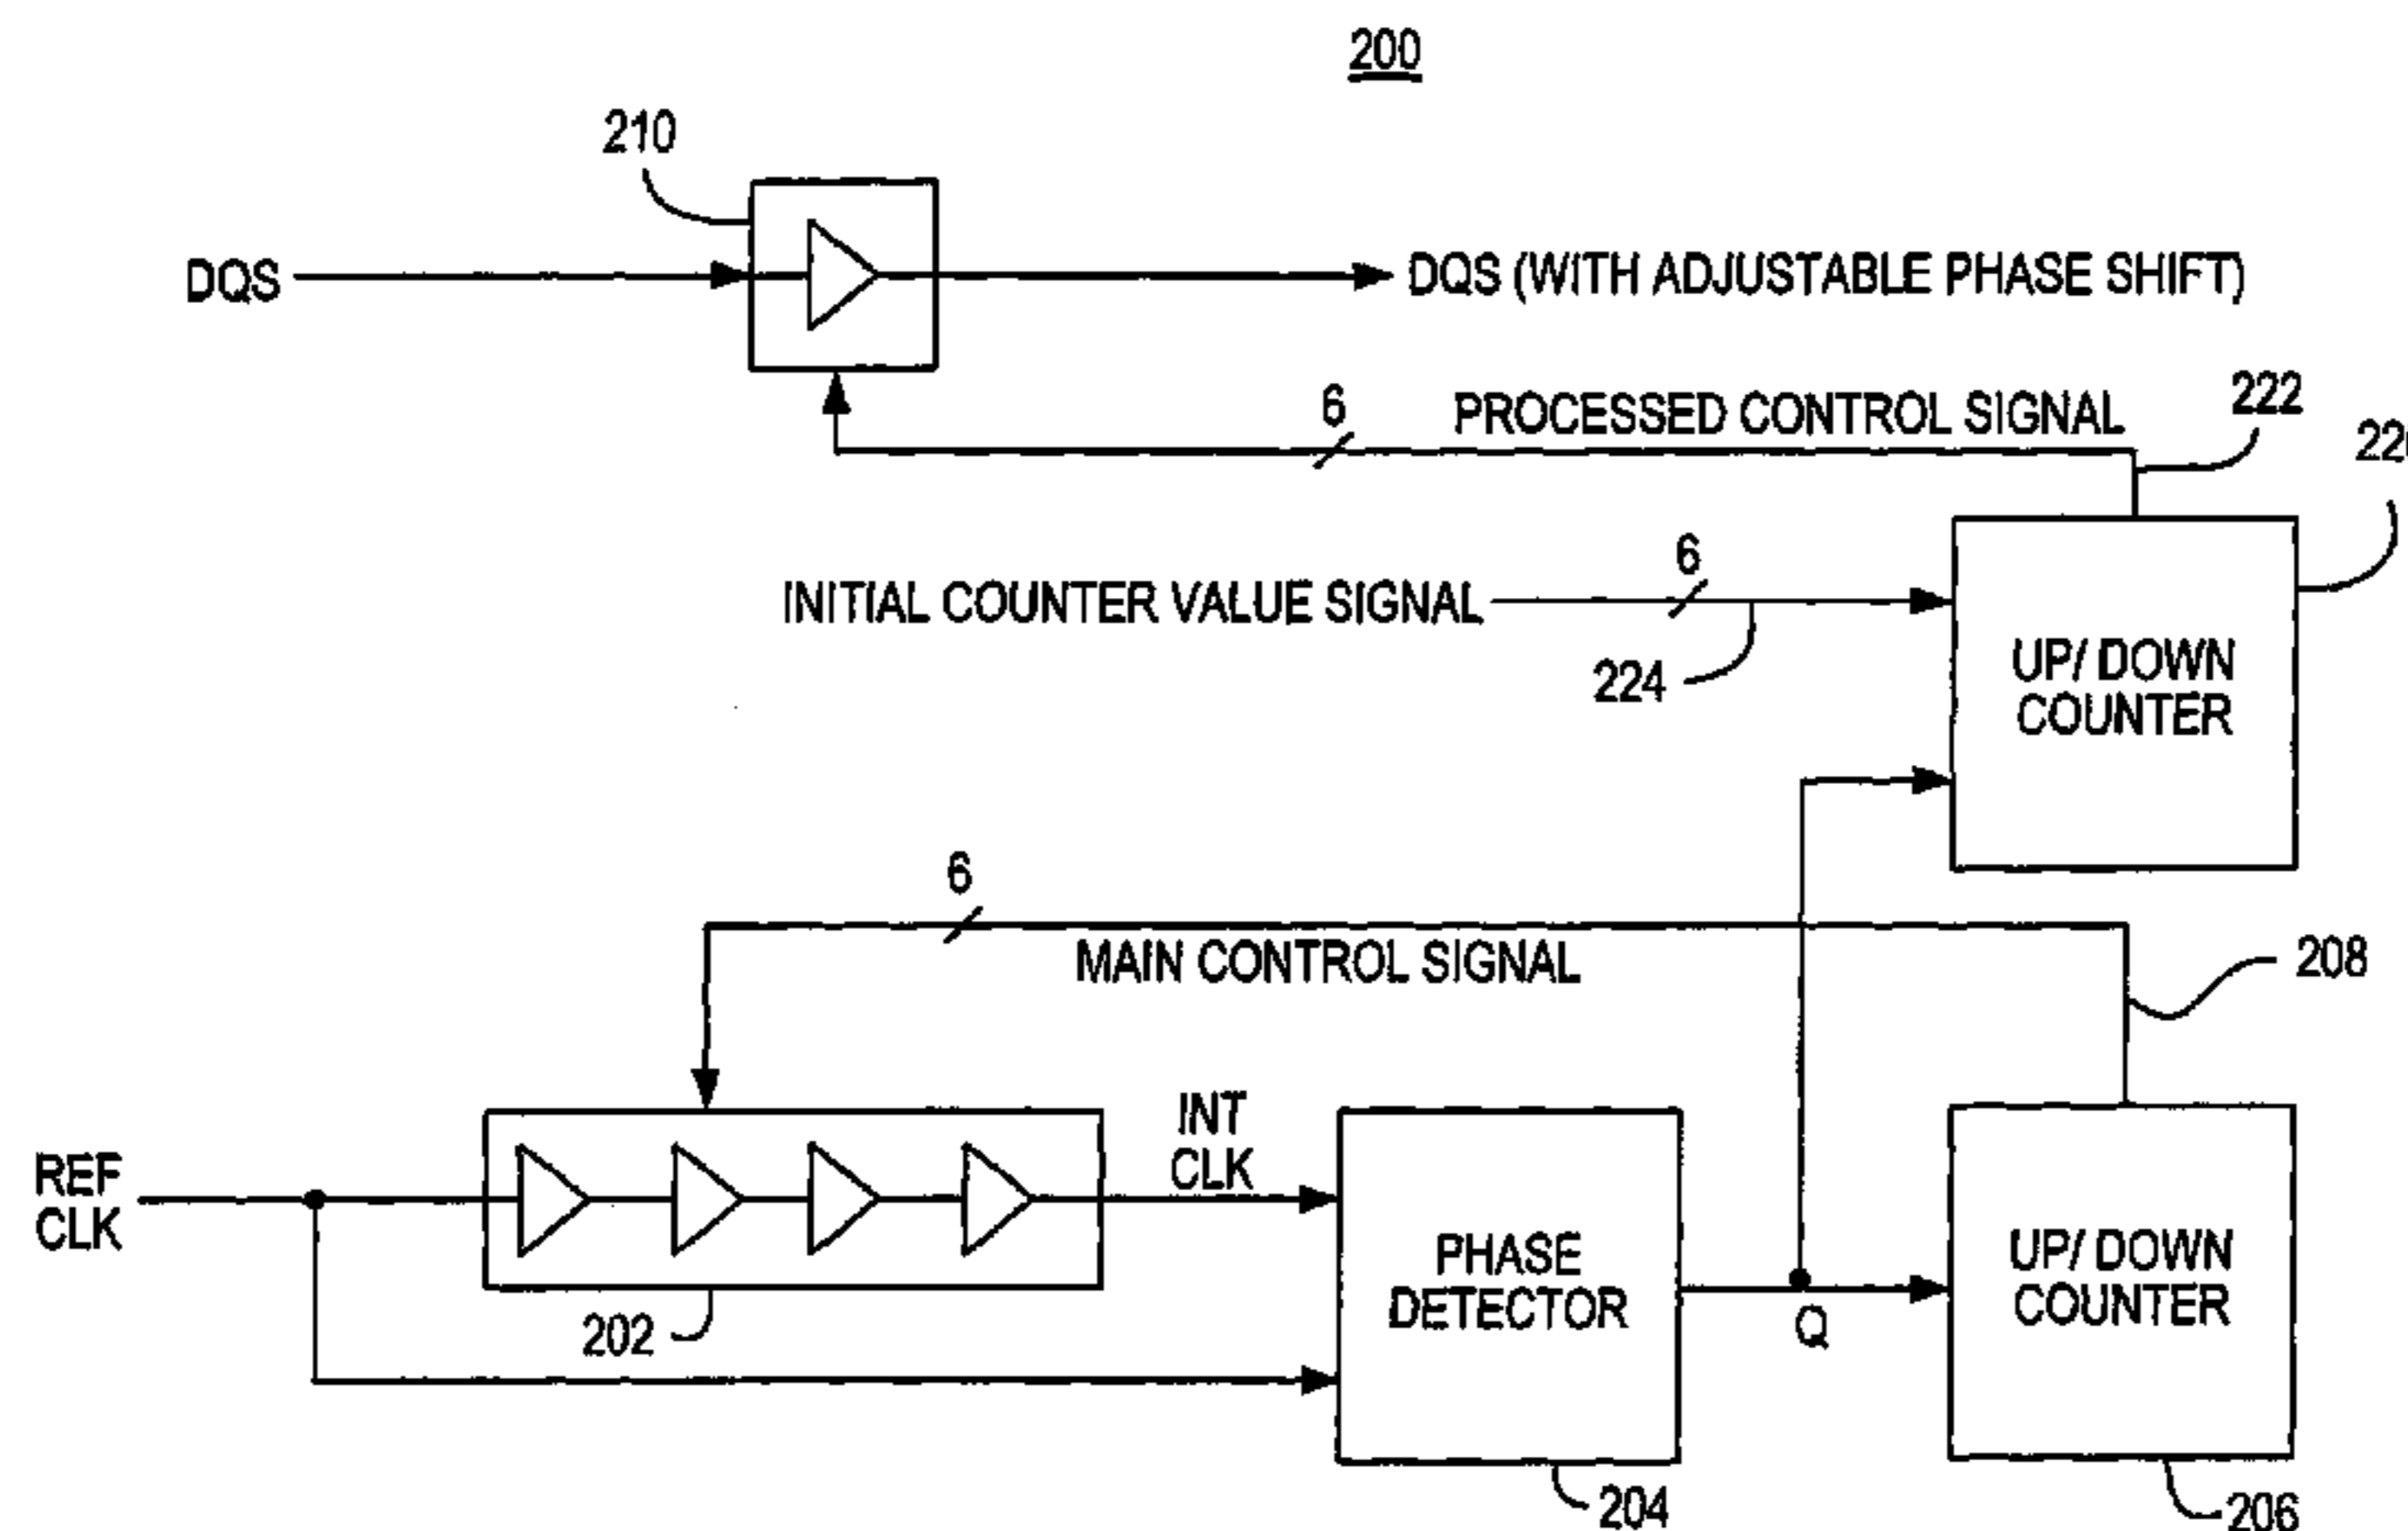 200
210
DQS
DQS (WITH ADJUSTABLE PHASE SHIFT)
6
PROCESSED CONTROL SIGNAL
222
6
INITIAL COUNTER VALUE SIGNAL
224
UP/ DOWN
COUNTER
6
MAIN CONTROL SIGNAL
208
REF
CLK
INT
CLK
202
PHASE
DETECTOR
Q
UP/ DOWN
COUNTER
204
206